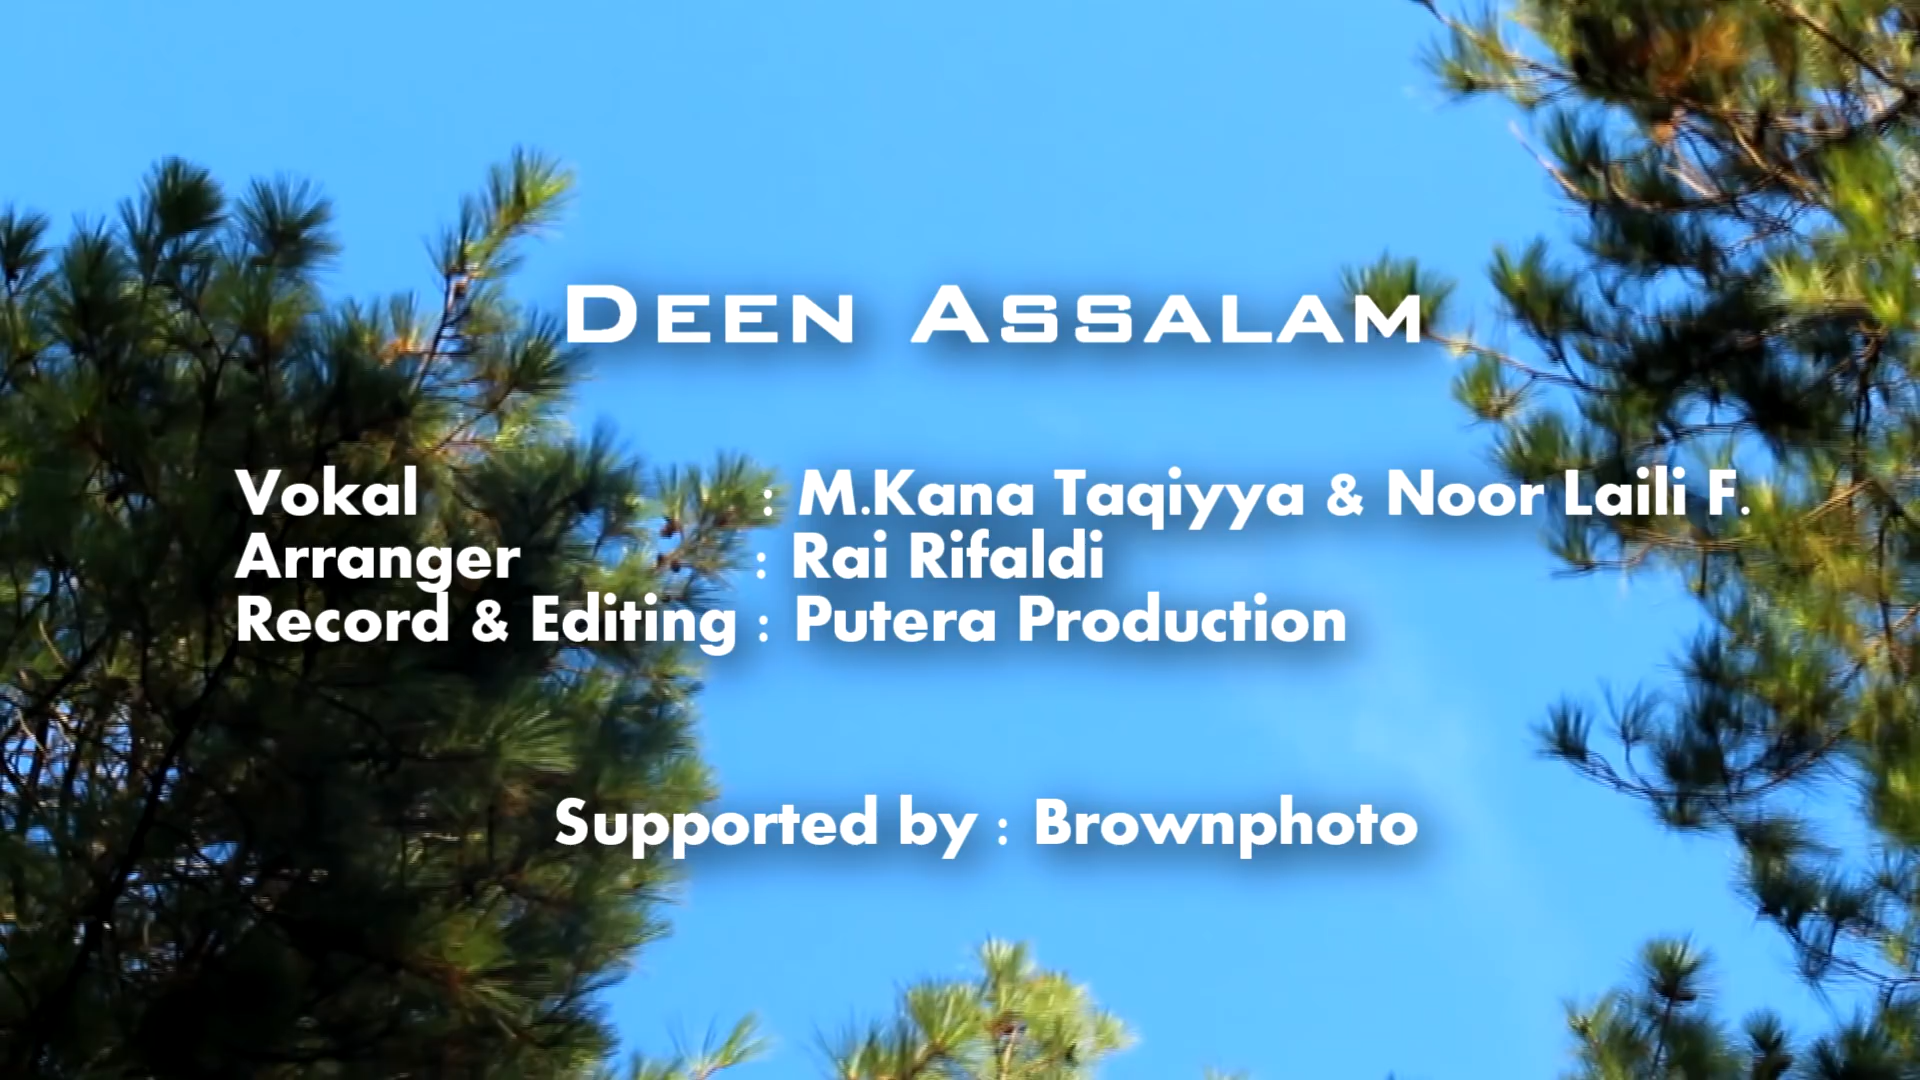 Deen Assalam
Vokal : M.Kana Taqiyya & Noor Laili F.
Arranger : Rai Rifaldi
Record & Editing : Putera Production
Supported by : Brownphoto